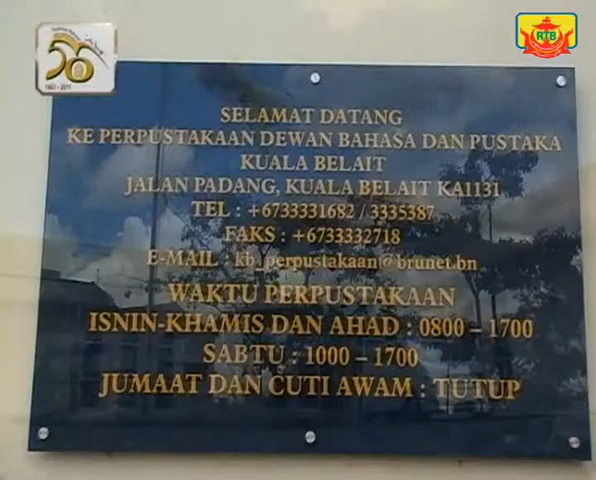 50
RTB
SELAMAT DATANG
KE PERPUSTAKAAN DEWAN BAHASA DAN PUSTAKA
KUALA BELAIT
JALAN PADANG, KUALA BELAIT KA1131
TEL : +6733331682 / 3335387
FAKS : +6733332718
E-MAIL : kb_perpustakaan@brunet.bn
WAKTU PERPUSTAKAAN
ISNIN-KHAMIS DAN AHAD : 0800 – 1700
SABTU : 1000 – 1700
JUMAAT DAN CUTI AWAM : TUTUP